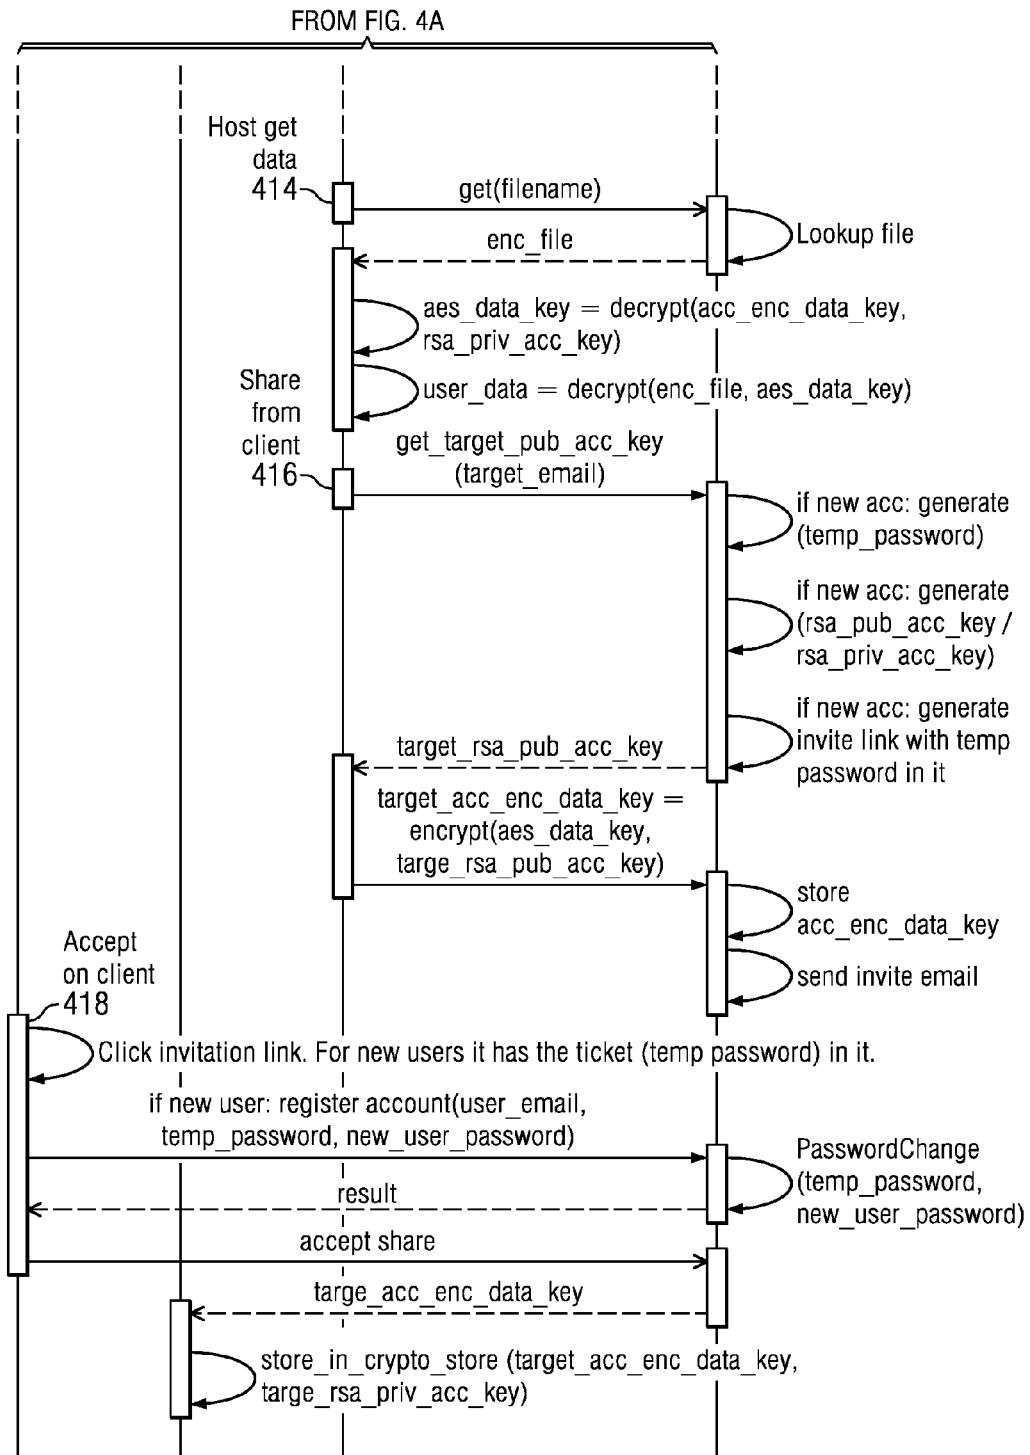 FROM FIG. 4A
Host get
data
414
get(filename)
Lookup file
enc_file
aes_data_key = decrypt(acc_enc_data_key,
rsa_priv_acc_key)
user_data = decrypt(enc_file, aes_data_key)
Share
from
client
416
get_target_pub_acc_key
(target_email)
if new acc: generate
(temp_password)
if new acc: generate
(rsa_pub_acc_key /
rsa_priv_acc_key)
if new acc: generate
invite link with temp
password in it
target_rsa_pub_acc_key
target_acc_enc_data_key =
encrypt(aes_data_key,
targe_rsa_pub_acc_key)
store
acc_enc_data_key
send invite email
Accept
on client
418
Click invitation link. For new users it has the ticket (temp password) in it.
if new user: register account(user_email,
temp_password, new_user_password)
PasswordChange
(temp_password,
new_user_password)
result
accept share
targe_acc_enc_data_key
store_in_crypto_store (target_acc_enc_data_key,
targe_rsa_priv_acc_key)